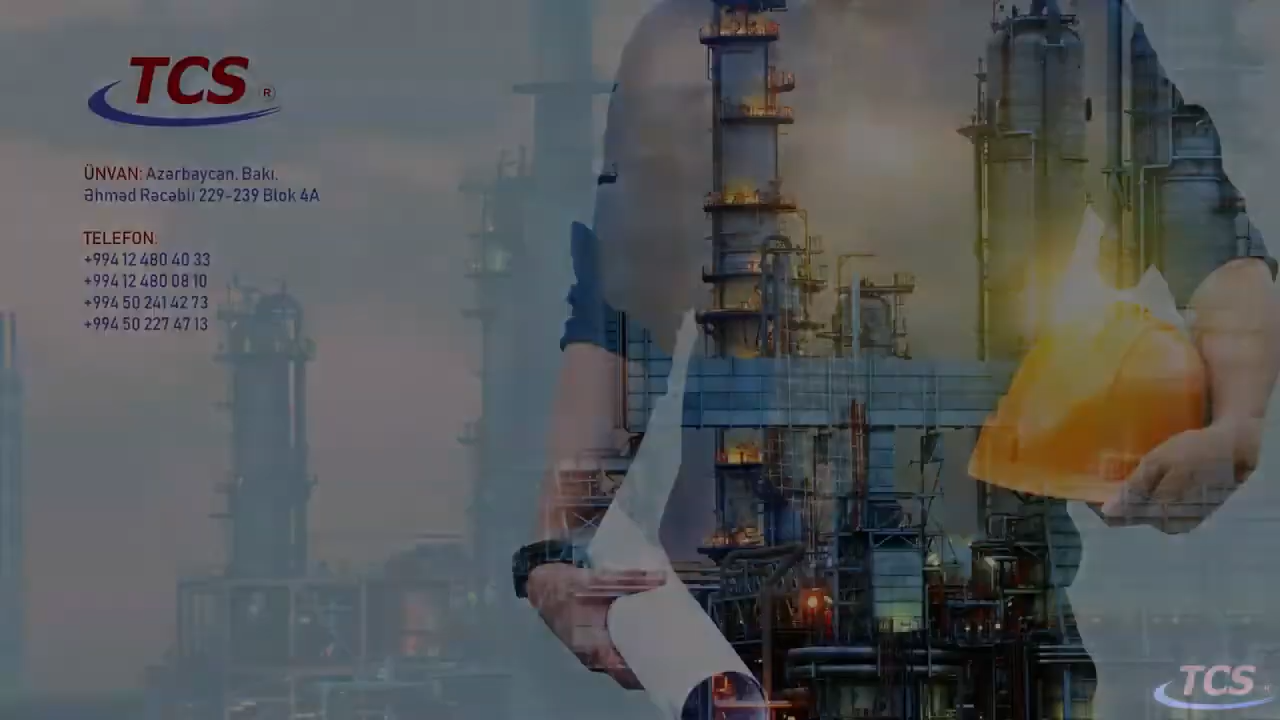 TCS ®
ÜNVAN: Azərbaycan, Bakı.
Əhməd Rəcəbli 229-239 Blok 4A
TELEFON:
+994 12 480 40 33
+994 12 480 08 10
+994 50 241 42 73
+994 50 227 47 13
TCS ®